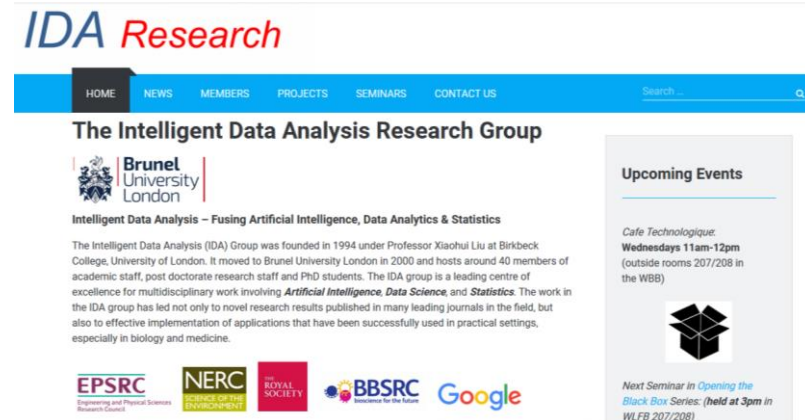 IDA Research
HOME NEWS MEMBERS PROJECTS SEMINARS CONTACT US Search ...
The Intelligent Data Analysis Research Group
Brunel
University
London
Intelligent Data Analysis – Fusing Artificial Intelligence, Data Analytics & Statistics
The Intelligent Data Analysis (IDA) Group was founded in 1994 under Professor Xiaohui Liu at Birkbeck
College, University of London. It moved to Brunel University London in 2000 and hosts around 40 members of
academic staff, post doctorate research staff and PhD students. The IDA group is a leading centre of
excellence for multidisciplinary work involving Artificial Intelligence, Data Science, and Statistics. The work in
the IDA group has led not only to novel research results published in many leading journals in the field, but
also to effective implementation of applications that have been successfully used in practical settings,
especially in biology and medicine.
EPSRC
Engineering and Physical Sciences
Research Council
NERC
SCIENCE OF THE
ENVIRONMENT
THE
ROYAL
SOCIETY
BBSRC
bioscience for the future
Google
Upcoming Events
Cafe Technologique:
Wednesdays 11am-12pm
(outside rooms 207/208 in
the WBB)
Next Seminar in Opening the
Black Box Series: (held at 3pm in
WLFB 207/208)